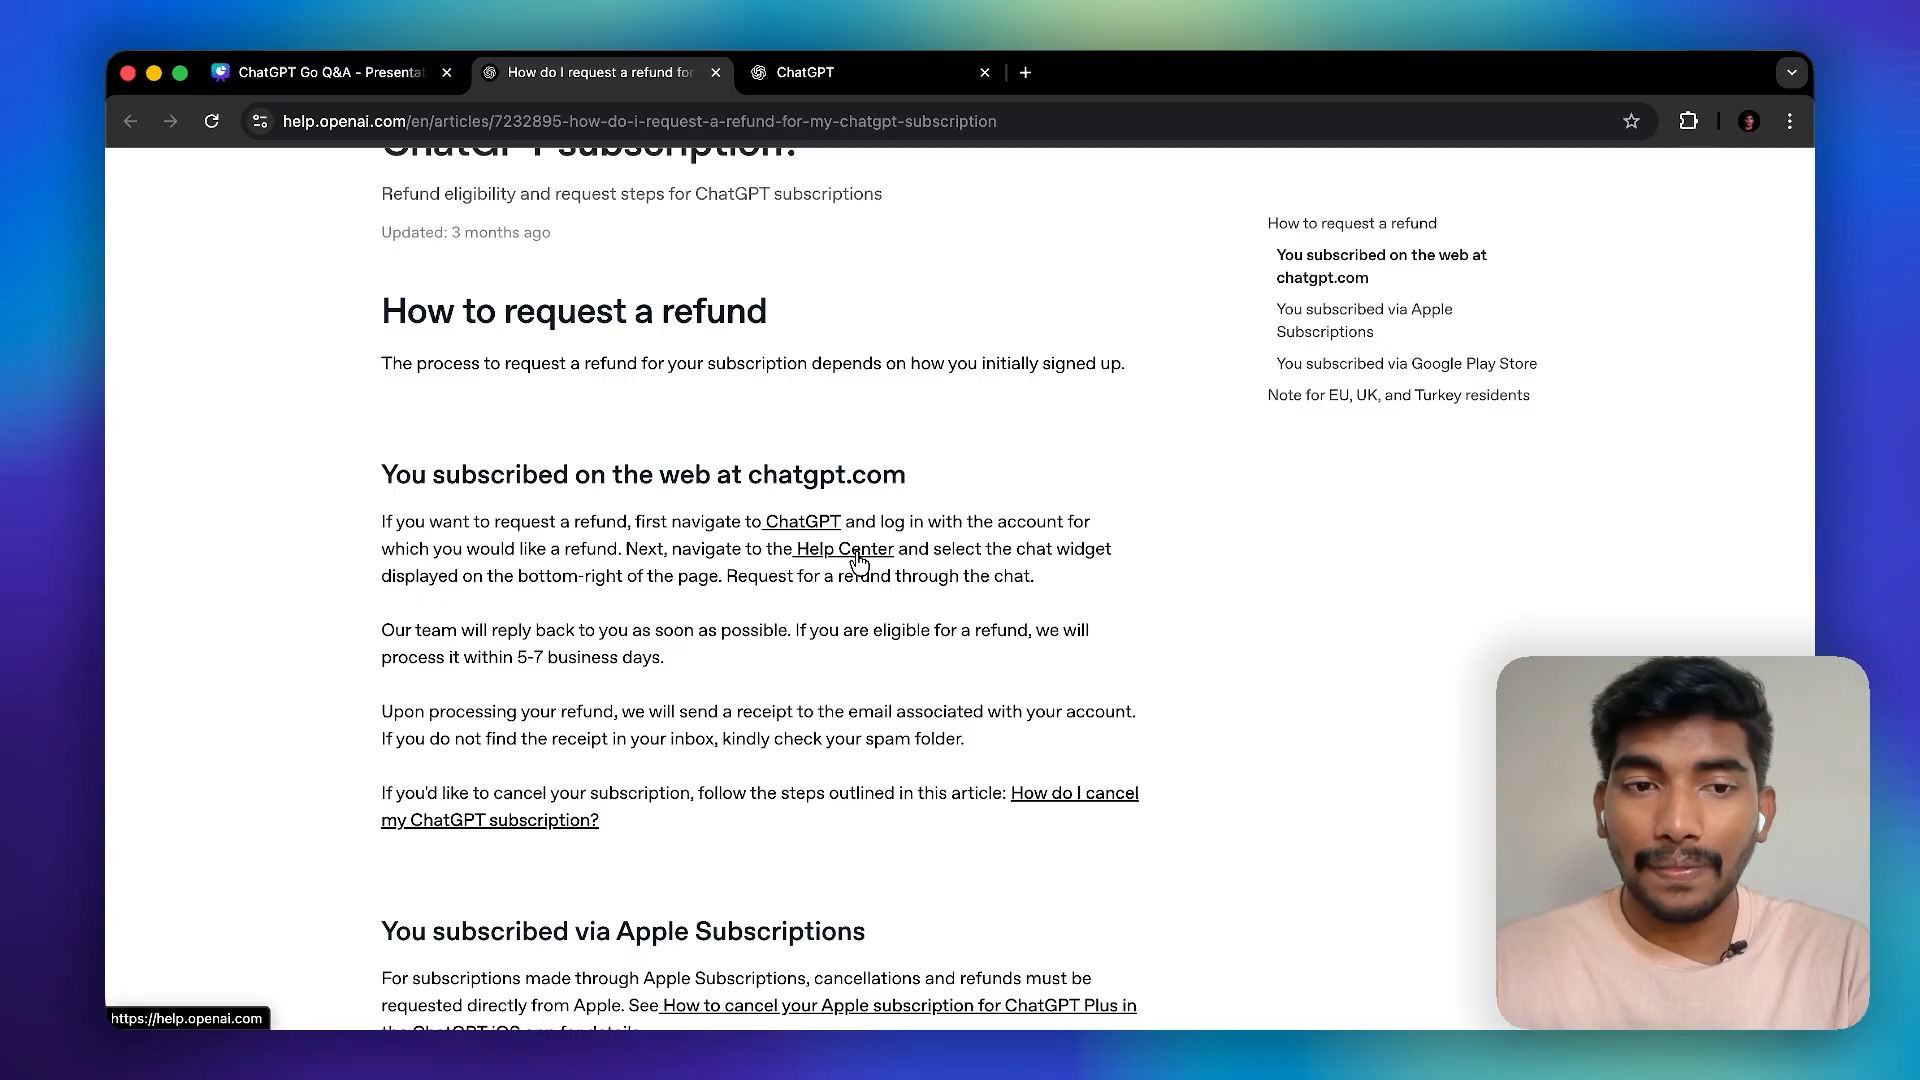 ChatGPT Go Q&A - Presentat
How do I request a refund for
ChatGPT
help.openai.com/en/articles/7232895-how-do-i-request-a-refund-for-my-chatgpt-subscription
ChatGPT subscription?
Refund eligibility and request steps for ChatGPT subscriptions
Updated: 3 months ago
How to request a refund
The process to request a refund for your subscription depends on how you initially signed up.
You subscribed on the web at chatgpt.com
If you want to request a refund, first navigate to ChatGPT and log in with the account for
which you would like a refund. Next, navigate to the Help Center and select the chat widget
displayed on the bottom-right of the page. Request for a refund through the chat.
Our team will reply back to you as soon as possible. If you are eligible for a refund, we will
process it within 5-7 business days.
Upon processing your refund, we will send a receipt to the email associated with your account.
If you do not find the receipt in your inbox, kindly check your spam folder.
If you'd like to cancel your subscription, follow the steps outlined in this article: How do I cancel
my ChatGPT subscription?
You subscribed via Apple Subscriptions
For subscriptions made through Apple Subscriptions, cancellations and refunds must be
requested directly from Apple. See How to cancel your Apple subscription for ChatGPT Plus in
the ChatGPT iOS app for details
How to request a refund
You subscribed on the web at
chatgpt.com
You subscribed via Apple
Subscriptions
You subscribed via Google Play Store
Note for EU, UK, and Turkey residents
https://help.openai.com